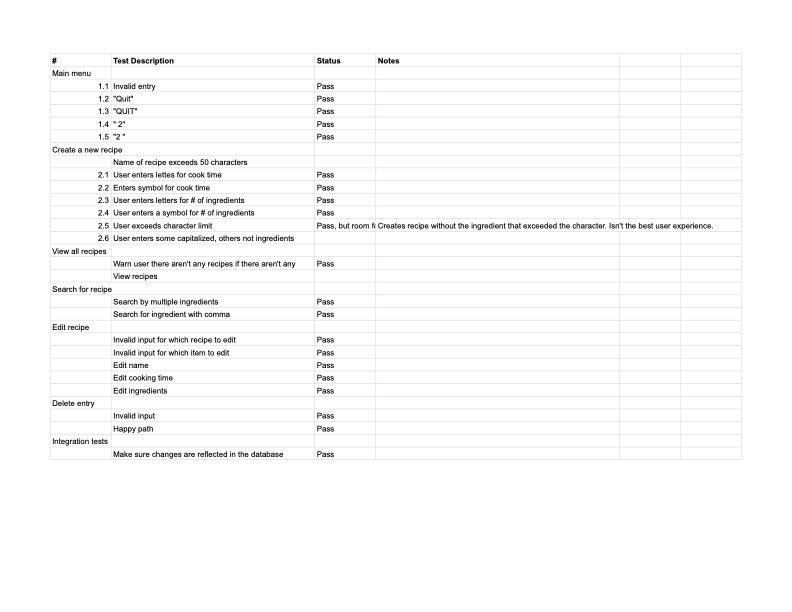 # Test Description Status Notes
Main menu
1.1 Invalid entry Pass
1.2 "Quit" Pass
1.3 "QUIT" Pass
1.4 " 2" Pass
1.5 "2 " Pass
Create a new recipe
Name of recipe exceeds 50 characters
2.1 User enters lettes for cook time Pass
2.2 Enters symbol for cook time Pass
2.3 User enters letters for # of ingredients Pass
2.4 User enters a symbol for # of ingredients Pass
2.5 User exceeds character limit Pass, but room f Creates recipe without the ingredient that exceeded the character. Isn't the best user experience.
2.6 User enters some capitalized, others not ingredients
View all recipes
Warn user there aren't any recipes if there aren't any Pass
View recipes
Search for recipe
Search by multiple ingredients Pass
Search for ingredient with comma Pass
Edit recipe
Invalid input for which recipe to edit Pass
Invalid input for which item to edit Pass
Edit name Pass
Edit cooking time Pass
Edit ingredients Pass
Delete entry
Invalid input Pass
Happy path Pass
Integration tests
Make sure changes are reflected in the database Pass